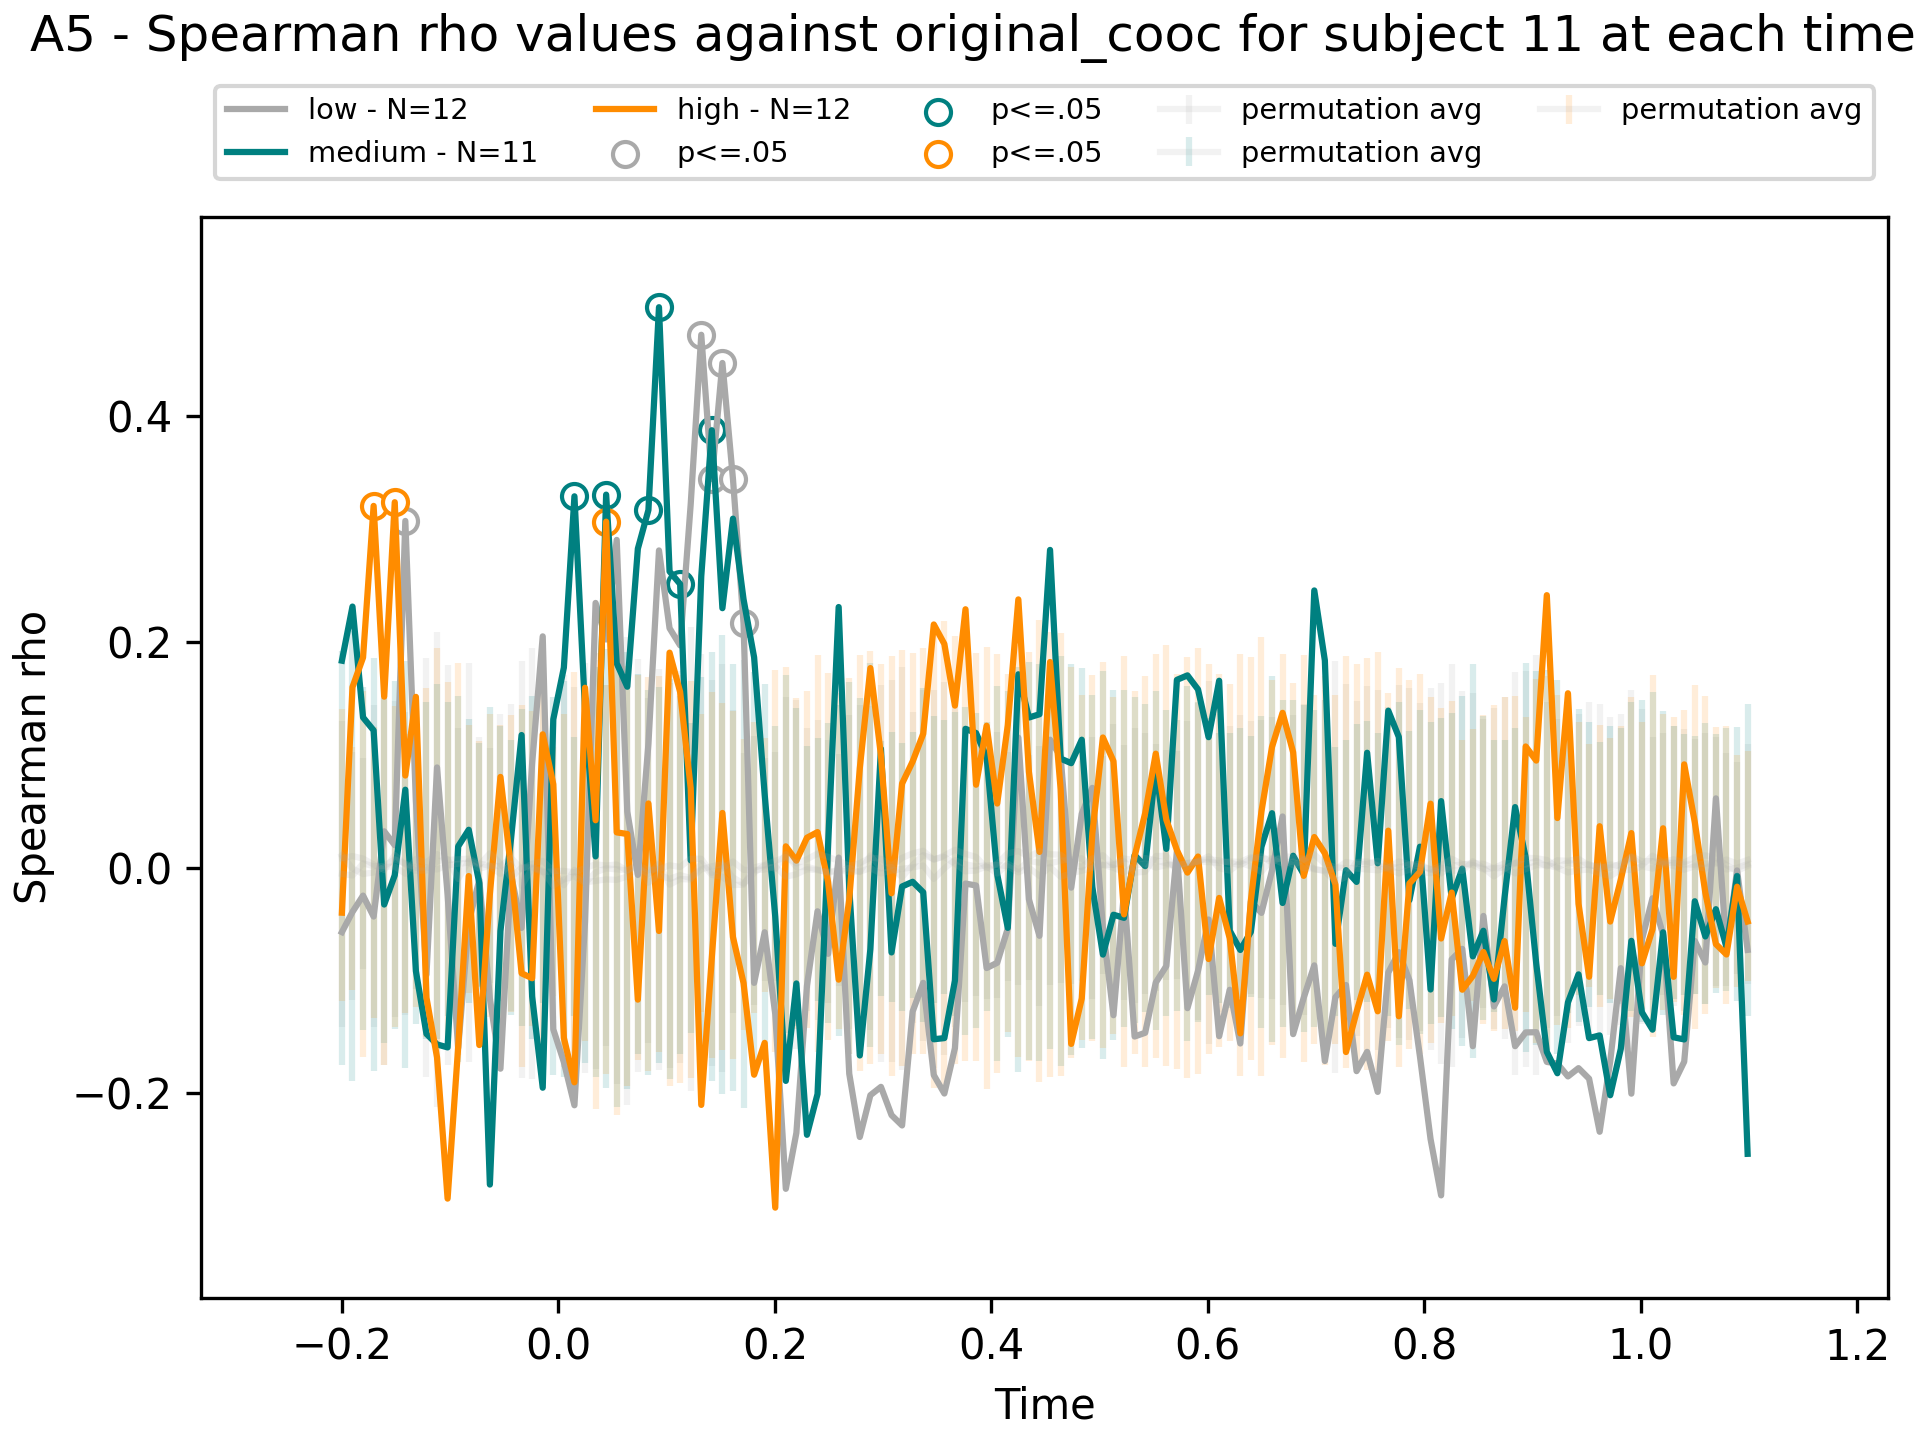 A5 - Spearman rho values against original_cooc for subject 11 at each time
low - N=12
medium - N=11
high - N=12
p<=.05
p<=.05
p<=.05
permutation avg
permutation avg
permutation avg
Spearman rho
0.4
0.2
0.0
−0.2
−0.2 0.0 0.2 0.4 0.6 0.8 1.0 1.2
Time